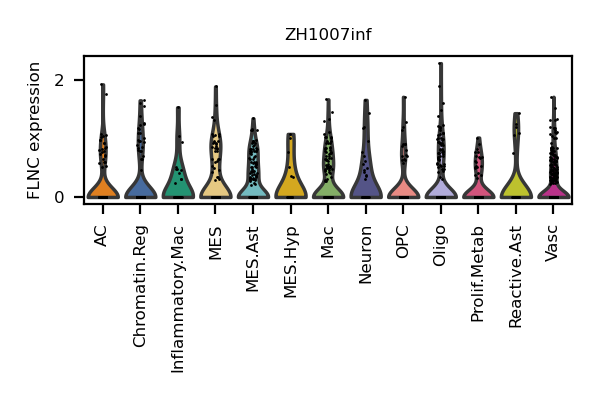 ZH1007inf
FLNC expression
2
0
AC
Chromatin.Reg
Inflammatory.Mac
MES
MES.Ast
MES.Hyp
Mac
Neuron
OPC
Oligo
Prolif.Metab
Reactive.Ast
Vasc